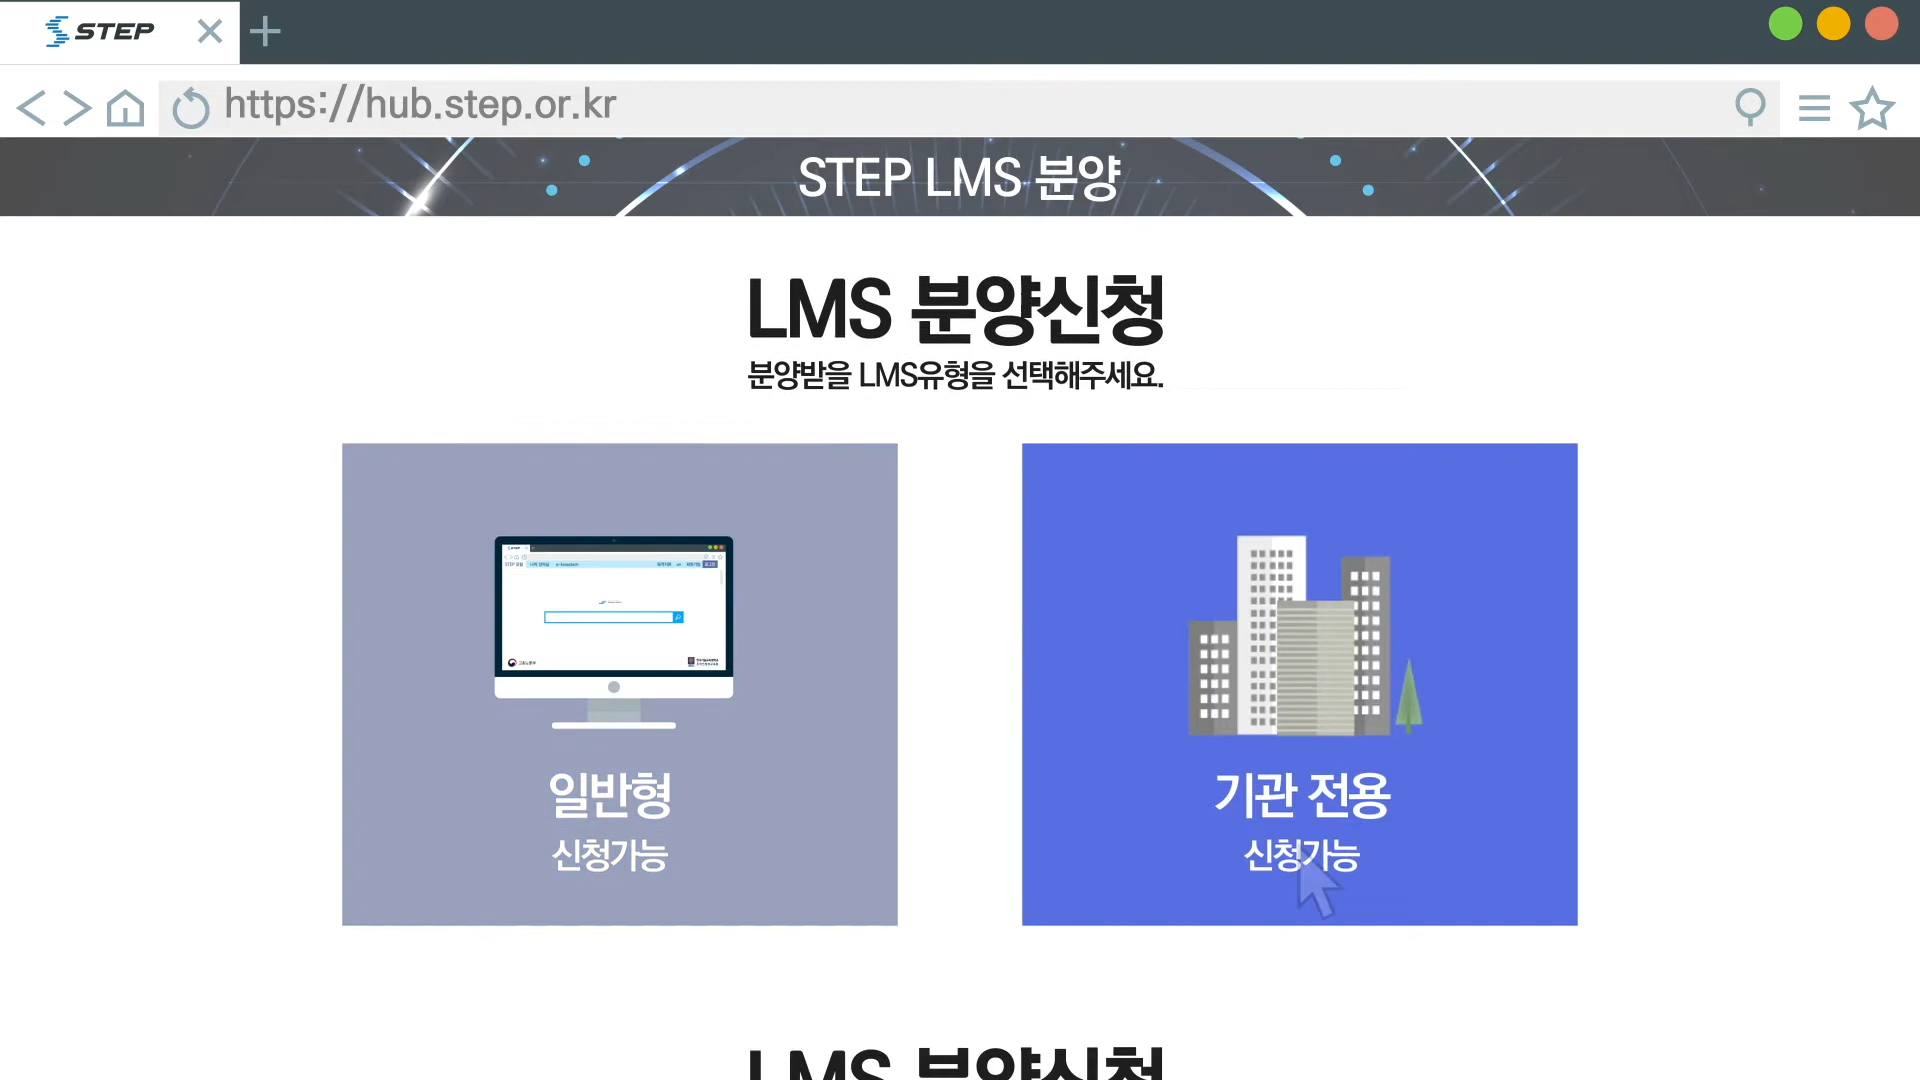 STEP
https://hub.step.or.kr
STEP LMS 분양
LMS 분양신청
분양받을 LMS유형을 선택해주세요.
일반형
신청가능
기관 전용
신청가능
LMS 분양신청